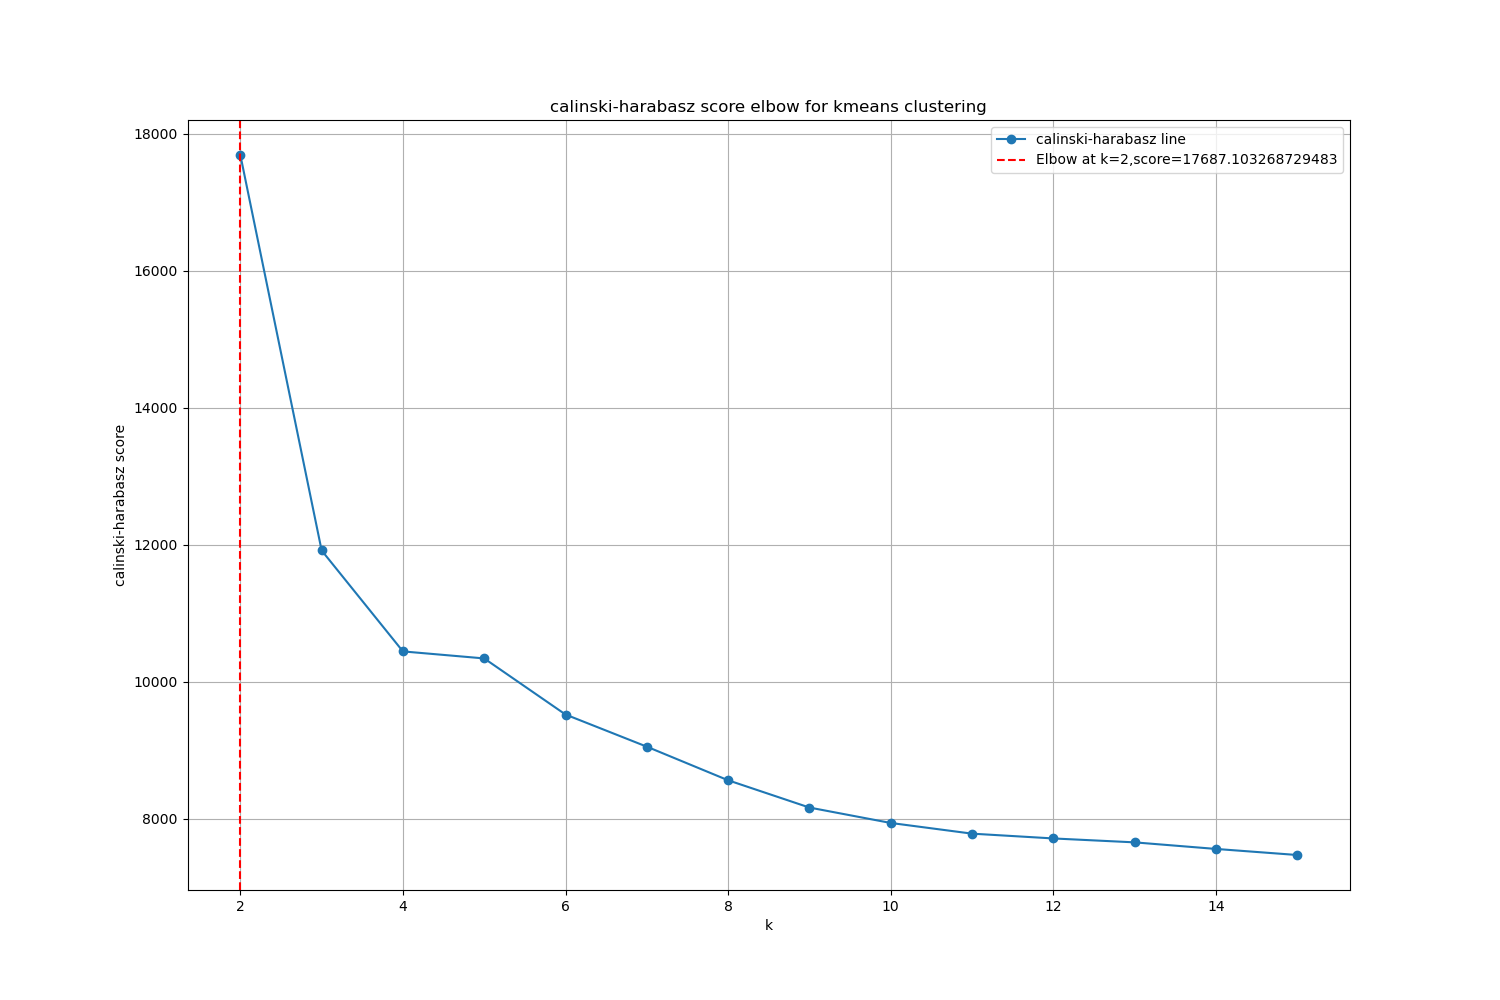 calinski-harabasz score elbow for kmeans clustering
calinski-harabasz line
Elbow at k=2,score=17687.103268729483
calinski-harabasz score
18000
16000
14000
12000
10000
8000
2 4 6 8 10 12 14
k